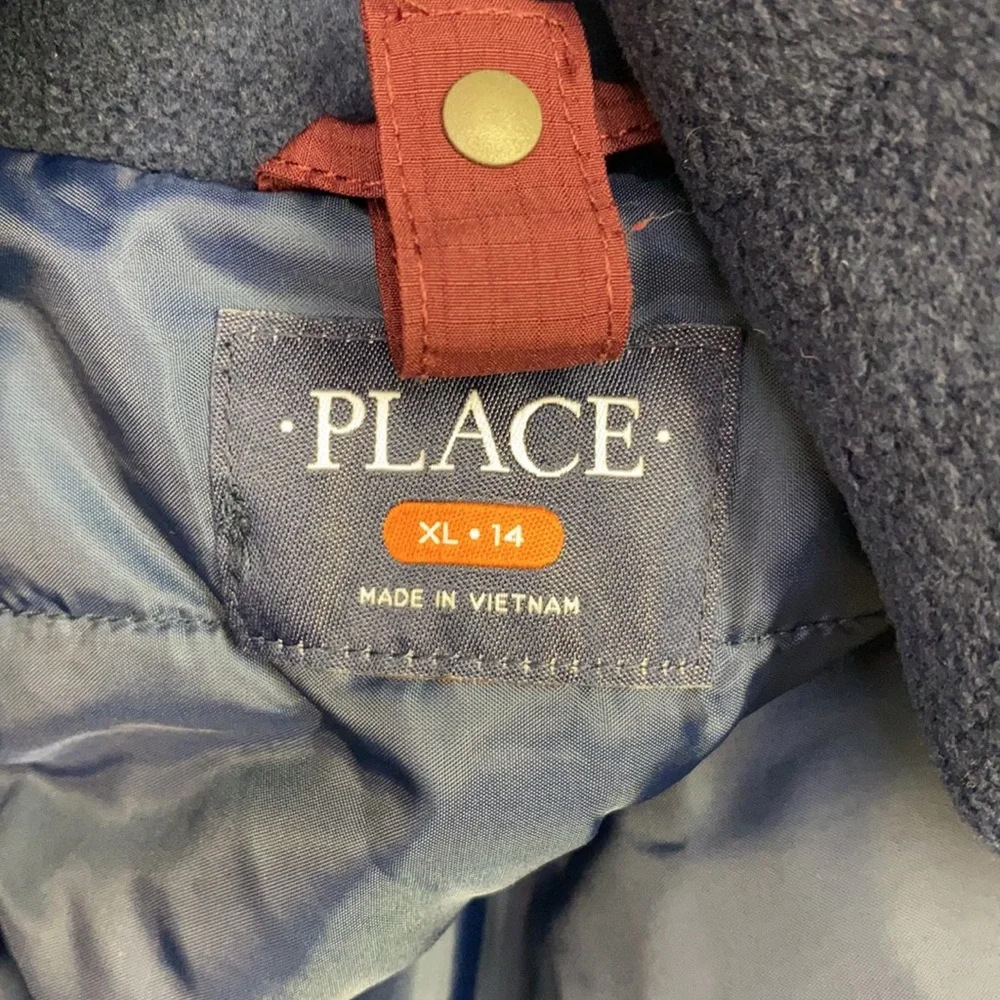 ·PLACE·
XL • 14
MADE IN VIETNAM